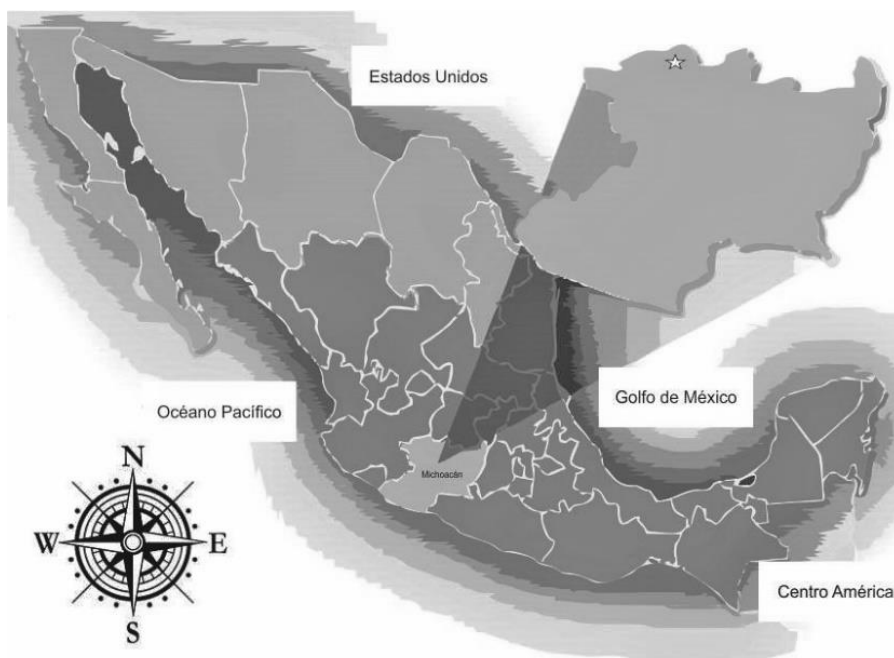 Estados Unidos
Océano Pacífico
Golfo de México
Michoacán
N
W
E
S
Centro América